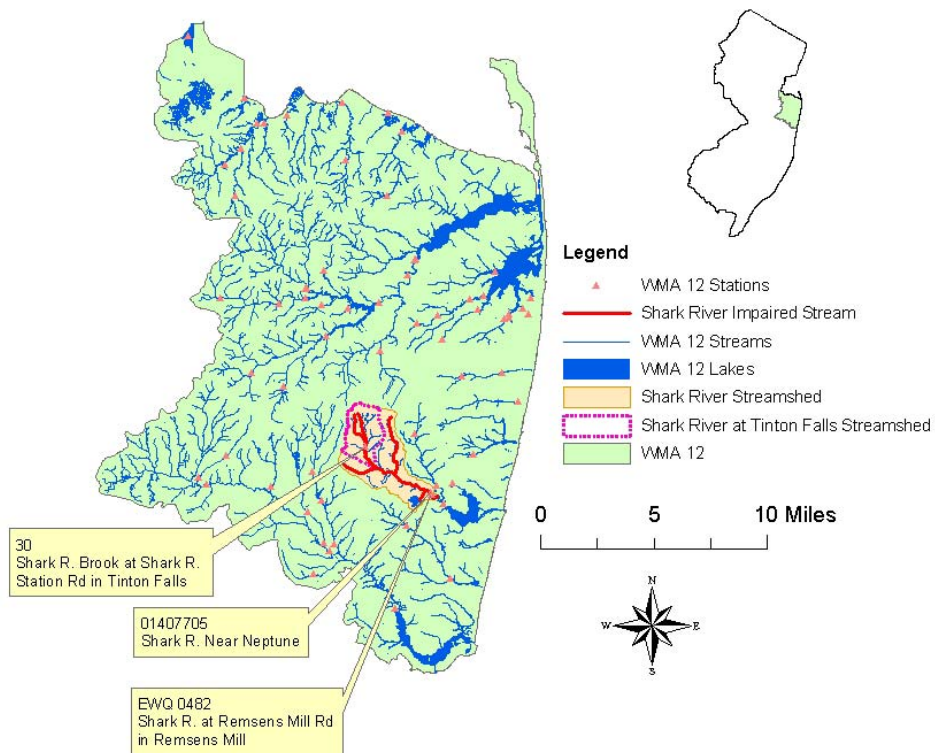 Legend
WMA 12 Stations
Shark River Impaired Stream
WMA 12 Streams
WMA 12 Lakes
Shark River Streamshed
Shark River at Tinton Falls Streamshed
WMA 12
0 5 10 Miles
N
W E
S
30
Shark R. Brook at Shark R.
Station Rd in Tinton Falls
01407705
Shark R. Near Neptune
EWQ 0482
Shark R. at Remsens Mill Rd
in Remsens Mill